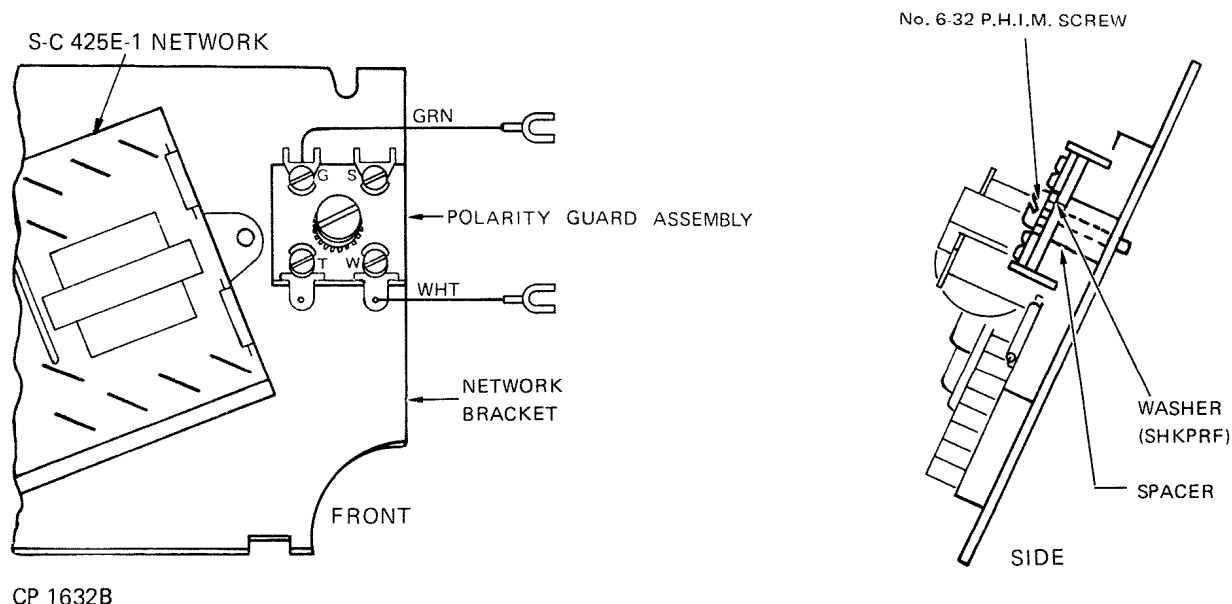 S-C 425E-1 NETWORK
GRN
G S
POLARITY GUARD ASSEMBLY
T W
WHT
NETWORK
BRACKET
FRONT
CP 1632B
No. 6-32 P.H.I.M. SCREW
WASHER
(SHKPRF)
SPACER
SIDE